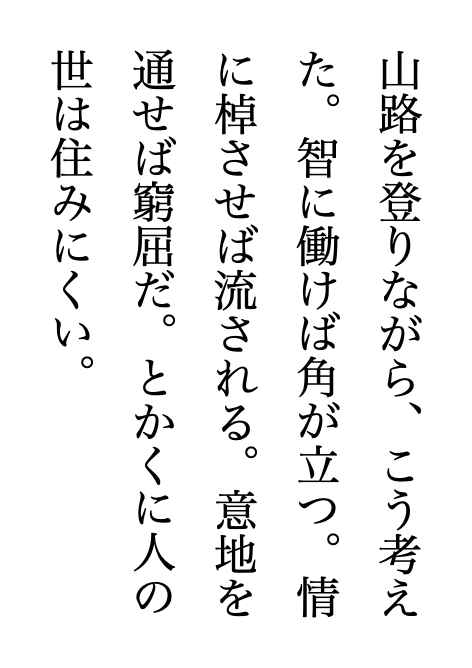 山路を登りながら、こう考え
た。智に働けば角が立つ。情
に棹させば流される。意地を
通せば窮屈だ。とかくに人の
世は住みにくい。